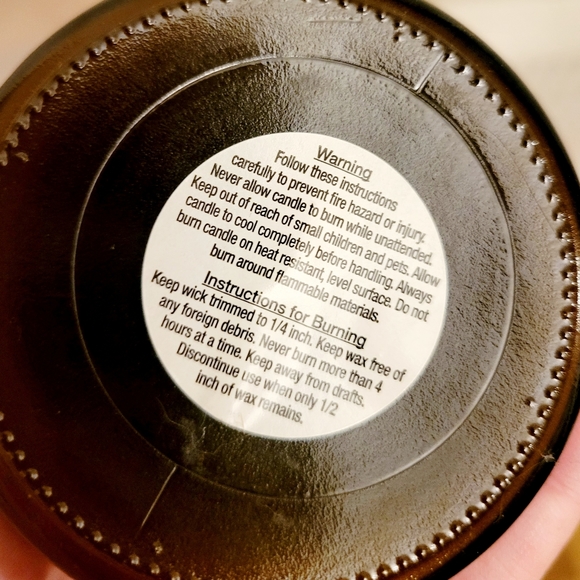 Warning
Follow these instructions
carefully to prevent fire hazard or injury.
Never allow candle to burn while unattended.
Keep out of reach of small children and pets. Allow
candle to cool completely before handling. Always
burn candle on heat resistant, level surface. Do not
burn around flammable materials.
Instructions for Burning
Keep wick trimmed to 1/4 inch. Keep wax free of
any foreign debris. Never burn more than 4
hours at a time. Keep away from drafts.
Discontinue use when only 1/2
inch of wax remains.